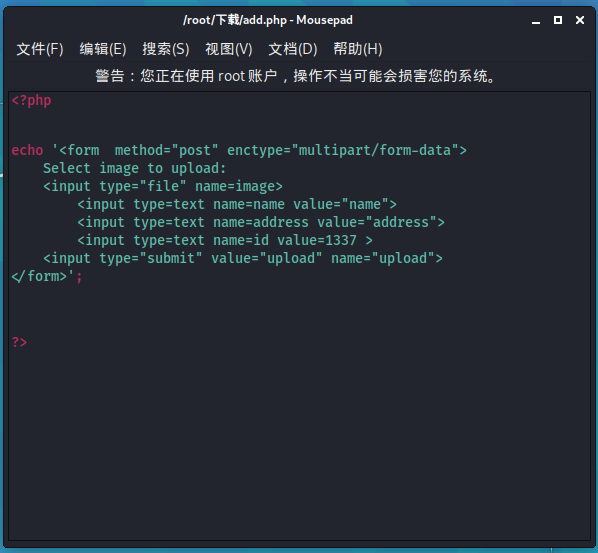 /root/下载/add.php - Mousepad
文件(F) 编辑(E) 搜索(S) 视图(V) 文档(D) 帮助(H)
警告：您正在使用 root 账户，操作不当可能会损害您的系统。
<?php
echo '<form  method="post" enctype="multipart/form-data">
    Select image to upload:
    <input type="file" name=image>
        <input type=text name=name value="name">
        <input type=text name=address value="address">
        <input type=text name=id value=1337 >
    <input type="submit" value="upload" name="upload">
</form>';
?>